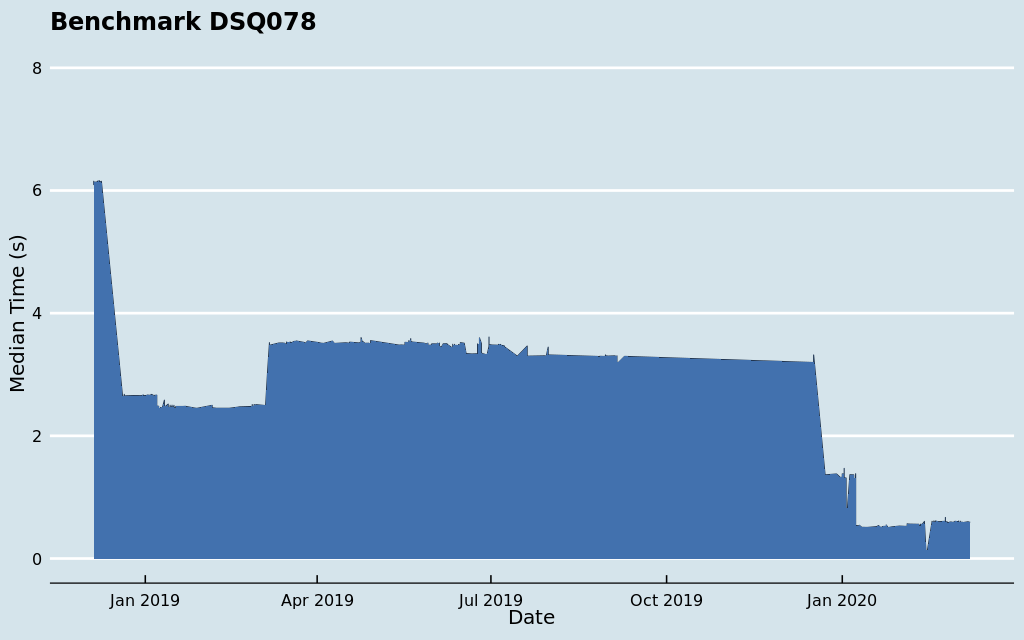 Benchmark DSQ078
8
6
4
2
0
Median Time (s)
Jan 2019
Apr 2019
Jul 2019
Oct 2019
Jan 2020
Date